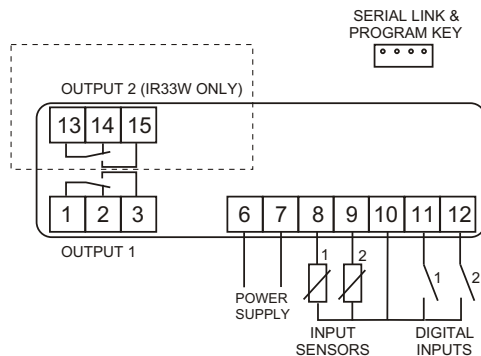 SERIAL LINK &
PROGRAM KEY
OUTPUT 2 (IR33W ONLY)
13 14 15
1 2 3
OUTPUT 1
6 7 8 9 10 11 12
1 2 1 2
POWER
SUPPLY
INPUT
SENSORS
DIGITAL
INPUTS